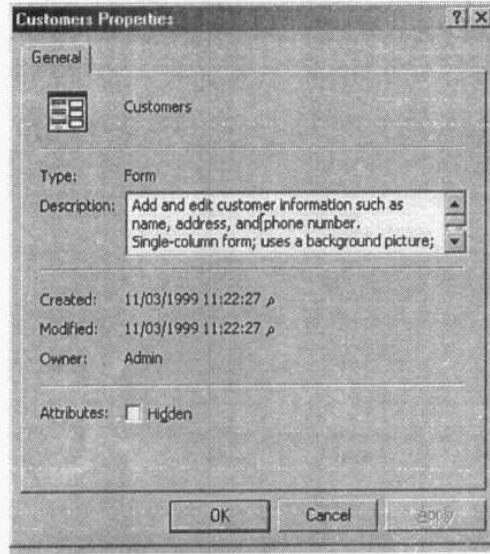 Customers Properties
General
Customers
Type: Form
Description: Add and edit customer information such as
name, address, and phone number.
Single-column form; uses a background picture;
Created: 11/03/1999 11:22:27 م
Modified: 11/03/1999 11:22:27 م
Owner: Admin
Attributes: Hidden
OK Cancel Apply